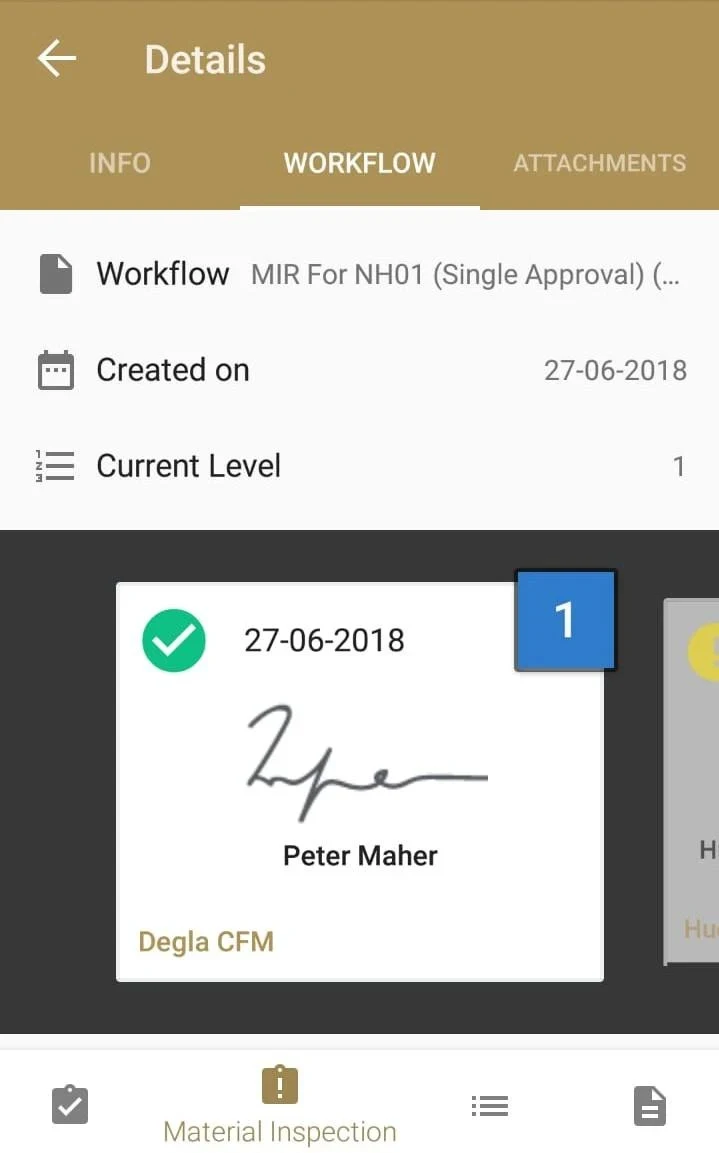 Details
INFO WORKFLOW ATTACHMENTS
Workflow MIR For NH01 (Single Approval) (...
Created on 27-06-2018
Current Level 1
27-06-2018 1
Peter Maher
H
Degla CFM
Material Inspection